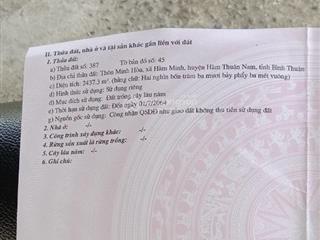 II. Thửa đất, nhà ở và tài sản khác gắn liền với đất
1. Thửa đất:
a) Thửa đất số: 387 Tờ bản đồ số: 45
b) Địa chỉ thửa đất: Thôn Minh Hòa, xã Hàm Minh, huyện Hàm Thuận Nam, tỉnh Bình Thuận
c) Diện tích: 2437.3 m² (bằng chữ: Hai nghìn bốn trăm ba mươi bảy phẩy ba mét vuông)
d) Hình thức sử dụng: Sử dụng riêng
đ) Mục đích sử dụng: Đất trồng cây lâu năm
e) Thời hạn sử dụng đất: Đến ngày 01/7/2064
g) Nguồn gốc sử dụng: Công nhận QSDĐ như giao đất không thu tiền sử dụng đất
2. Nhà ở: -/-
3. Công trình xây dựng khác: -/-
4. Rừng sản xuất là rừng trồng: -/-
5. Cây lâu năm: -/-
6. Ghi chú: